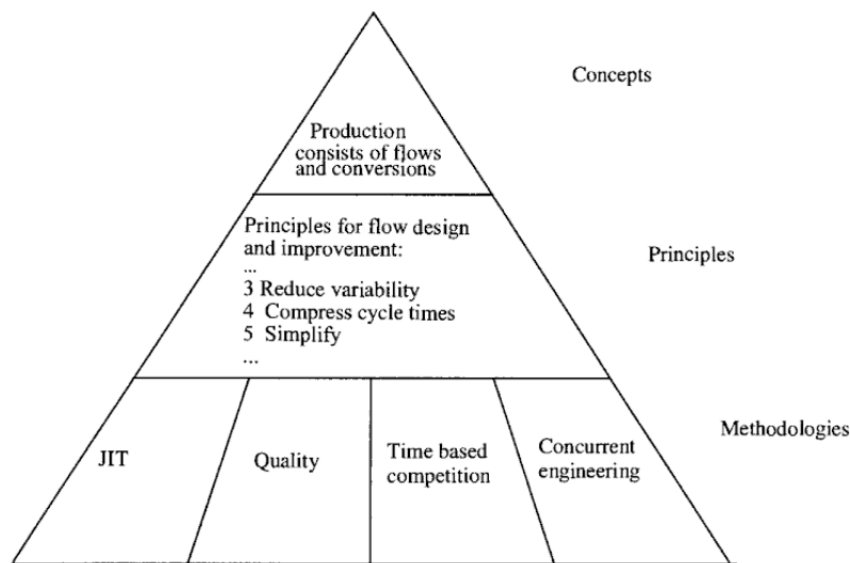 Concepts
Production
consists of flows
and conversions
Principles for flow design
and improvement:
...
3 Reduce variability
4 Compress cycle times
5 Simplify
...
Principles
Methodologies
JIT
Quality
Time based
competition
Concurrent
engineering